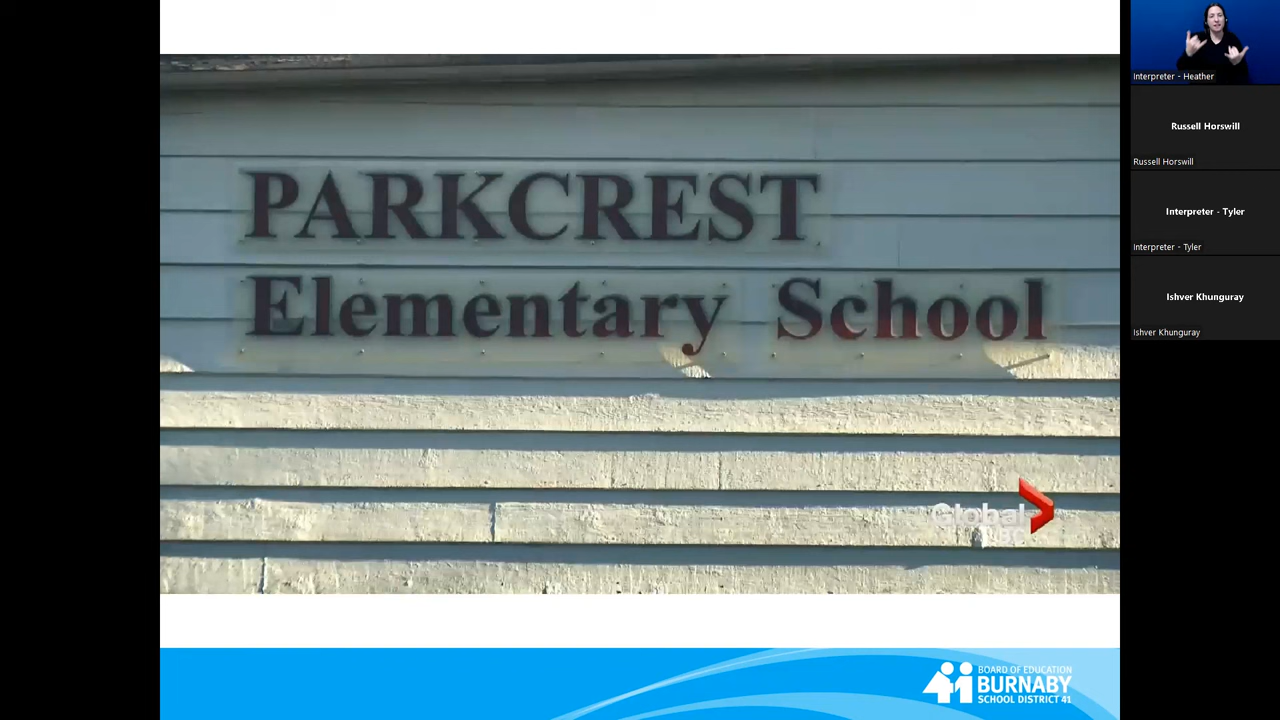 PARKCREST
Elementary School
Global
BC
BOARD OF EDUCATION
BURNABY
SCHOOL DISTRICT 41
Interpreter - Heather
Russell Horswill
Russell Horswill
Interpreter - Tyler
Interpreter - Tyler
Ishver Khunguray
Ishver Khunguray